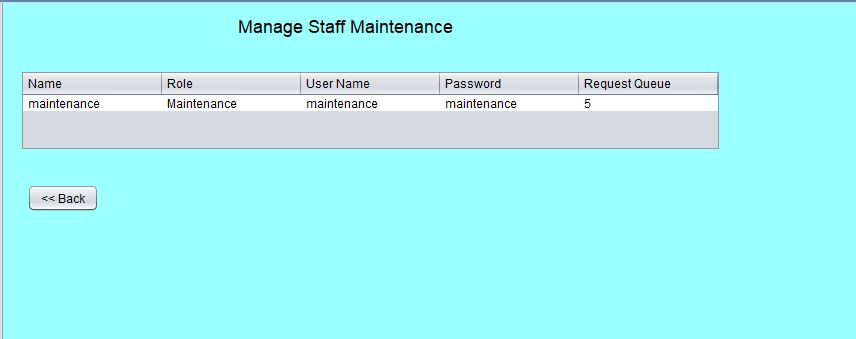 Manage Staff Maintenance
Name Role User Name Password Request Queue
maintenance Maintenance maintenance maintenance 5
<< Back